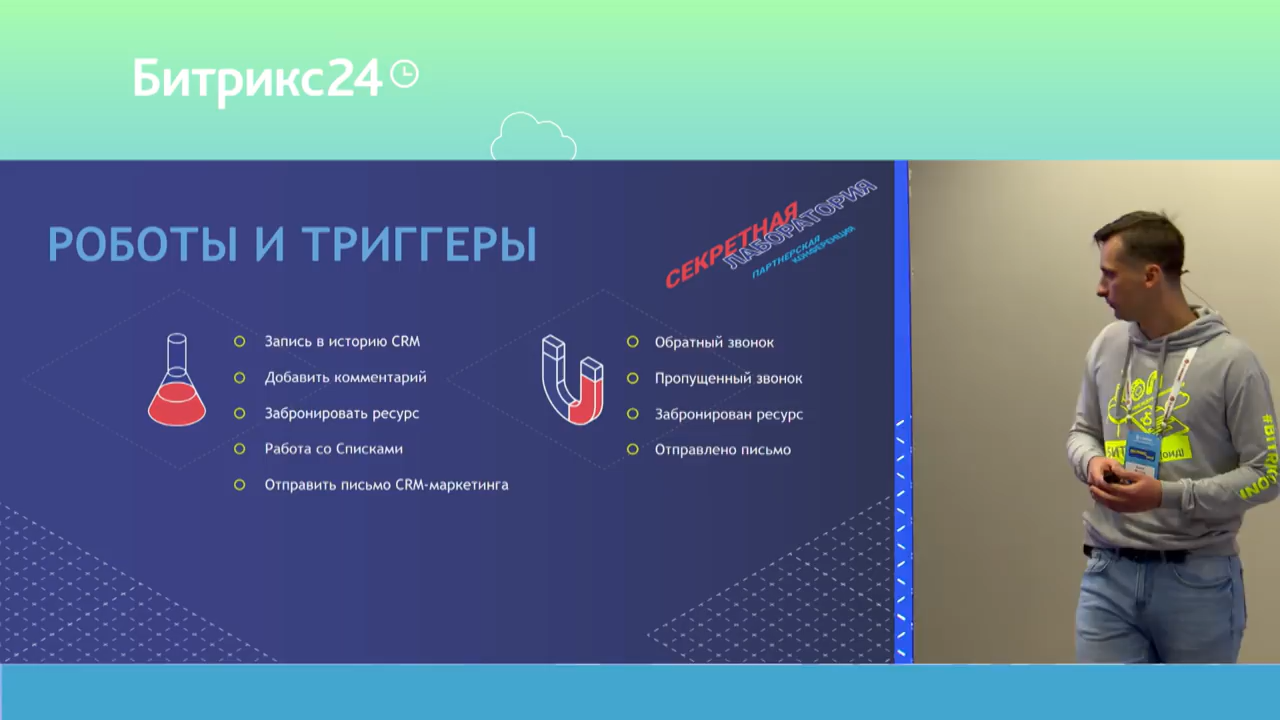 Битрикс24
РОБОТЫ И ТРИГГЕРЫ
СЕКРЕТНАЯ
ЛАБОРАТОРИЯ
ПАРТНЕРСКАЯ
КОНФЕРЕНЦИЯ
Запись в историю CRM
Добавить комментарий
Забронировать ресурс
Работа со Списками
Отправить письмо CRM-маркетинга
Обратный звонок
Пропущенный звонок
Забронирован ресурс
Отправлено письмо